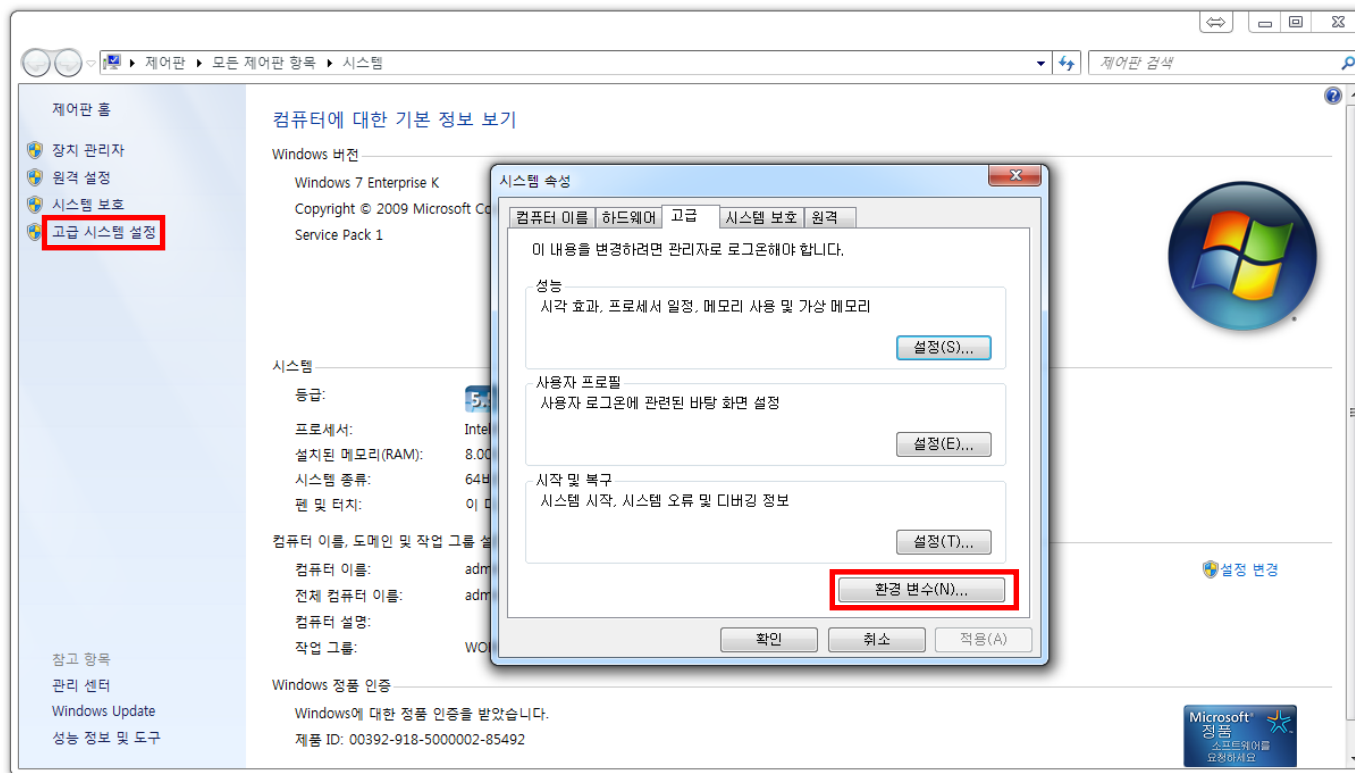 제어판 ▸ 모든 제어판 항목 ▸ 시스템
제어판 검색
제어판 홈
장치 관리자
원격 설정
시스템 보호
고급 시스템 설정
참고 항목
관리 센터
Windows Update
성능 정보 및 도구
컴퓨터에 대한 기본 정보 보기
Windows 버전
Windows 7 Enterprise K
Copyright © 2009 Microsoft
Service Pack 1
시스템
등급:
프로세서: Intel
설치된 메모리(RAM): 8.00
시스템 종류:
펜 및 터치: 이
컴퓨터 이름, 도메인 및 작업 그룹
컴퓨터 이름:
전체 컴퓨터 이름:
컴퓨터 설명:
작업 그룹:
설정 변경
Windows 정품 인증
Windows에 대한 정품 인증을 받았습니다.
제품 ID: 00392-918-5000002-85492
Microsoft
정품
소프트웨어를
요청하세요
시스템 속성
컴퓨터 이름 하드웨어 고급 시스템 보호 원격
이 내용을 변경하려면 관리자로 로그온해야 합니다.
성능
시각 효과, 프로세서 일정, 메모리 사용 및 가상 메모리
설정(S)...
사용자 프로필
사용자 로그온에 관련된 바탕 화면 설정
설정(E)...
시작 및 복구
시스템 시작, 시스템 오류 및 디버깅 정보
설정(T)...
환경 변수(N)...
확인 취소 적용(A)